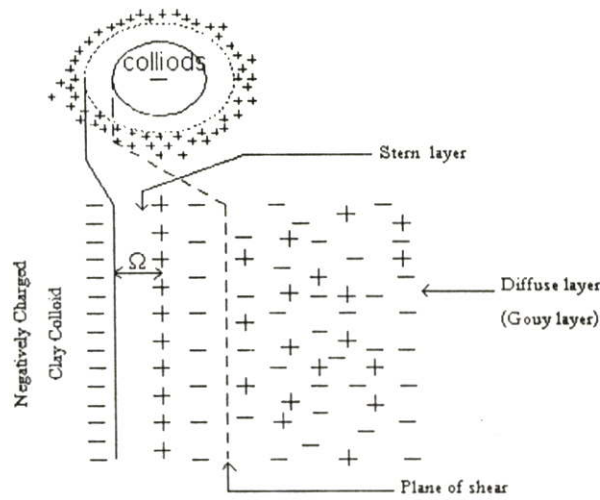 colliods
Stern layer
Ω
Negatively Charged
Clay Colloid
Diffuse layer
(Gouy layer)
Plane of shear